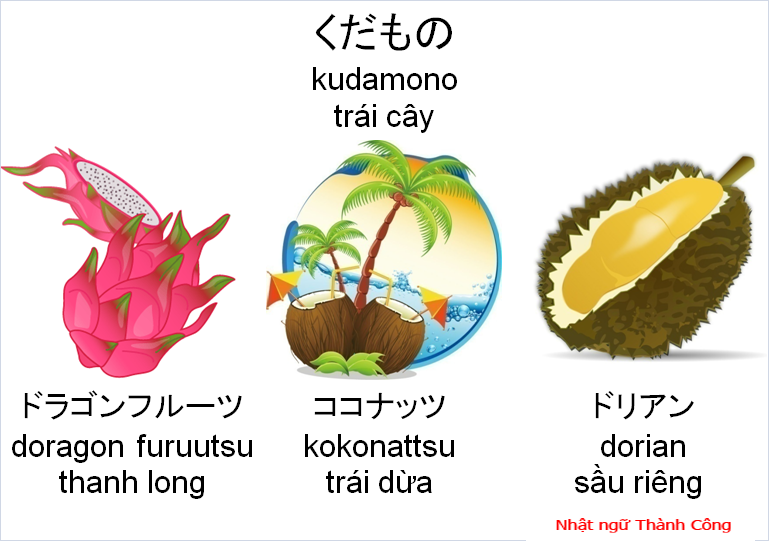 くだもの
kudamono
trái cây
ドラゴンフルーツ
doragon furuutsu
thanh long
ココナッツ
kokonattsu
trái dừa
ドリアン
dorian
sầu riêng
Nhật ngữ Thành Công